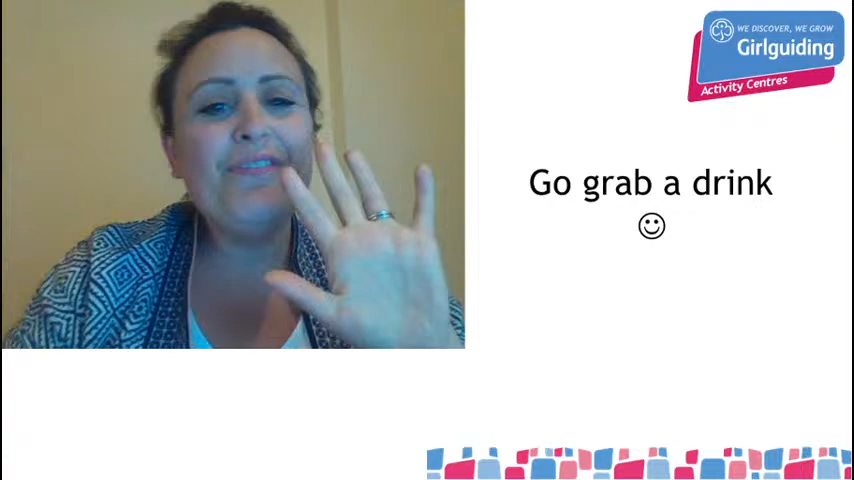 WE DISCOVER, WE GROW
Girlguiding
Activity Centres
Go grab a drink
☺